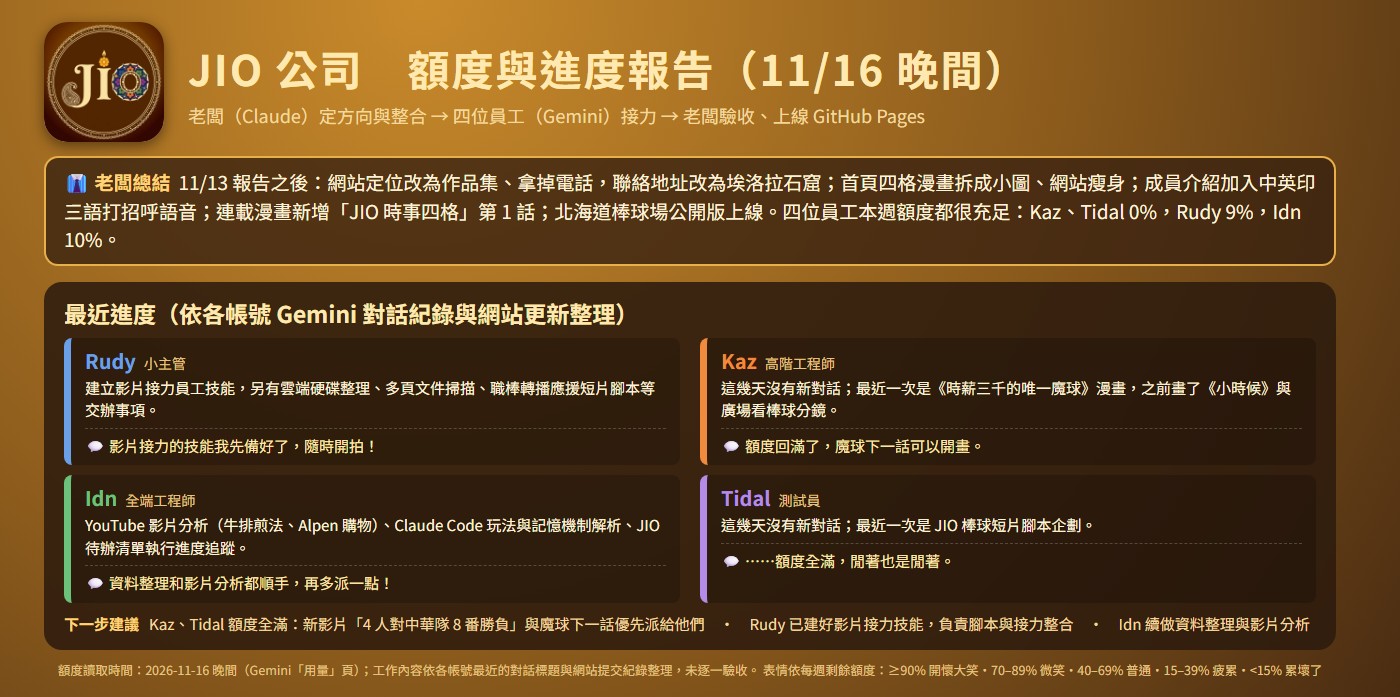 JiO
JIO 公司　額度與進度報告（11/16 晚間）
老闆（Claude）定方向與整合 → 四位員工（Gemini）接力 → 老闆驗收、上線 GitHub Pages
👔 老闆總結 11/13 報告之後：網站定位改為作品集、拿掉電話，聯絡地址改為埃洛拉石窟；首頁四格漫畫拆成小圖、網站瘦身；成員介紹加入中英印
三語打招呼語音；連載漫畫新增「JIO 時事四格」第 1 話；北海道棒球場公開版上線。四位員工本週額度都很充足：Kaz、Tidal 0%，Rudy 9%，Idn
10%。
最近進度（依各帳號 Gemini 對話紀錄與網站更新整理）
Rudy 小主管
建立影片接力員工技能，另有雲端硬碟整理、多頁文件掃描、職棒轉播應援短片腳本等
交辦事項。
💬 影片接力的技能我先備好了，隨時開拍！
Kaz 高階工程師
這幾天沒有新對話；最近一次是《時薪三千的唯一魔球》漫畫，之前畫了《小時候》與
廣場看棒球分鏡。
💬 額度回滿了，魔球下一話可以開畫。
Idn 全端工程師
YouTube 影片分析（牛排煎法、Alpen 購物）、Claude Code 玩法與記憶機制解析、JIO
待辦清單執行進度追蹤。
💬 資料整理和影片分析都順手，再多派一點！
Tidal 測試員
這幾天沒有新對話；最近一次是 JIO 棒球短片腳本企劃。
💬 ……額度全滿，閒著也是閒著。
下一步建議 Kaz、Tidal 額度全滿：新影片「4 人對中華隊 8 番勝負」與魔球下一話優先派給他們　・　Rudy 已建好影片接力技能，負責腳本與接力整合　・　Idn 續做資料整理與影片分析
額度讀取時間：2026-11-16 晚間（Gemini「用量」頁）；工作內容依各帳號最近的對話標題與網站提交紀錄整理，未逐一驗收。 表情依每週剩餘額度：≥90% 開懷大笑・70–89% 微笑・40–69% 普通・15–39% 疲累・<15% 累壞了